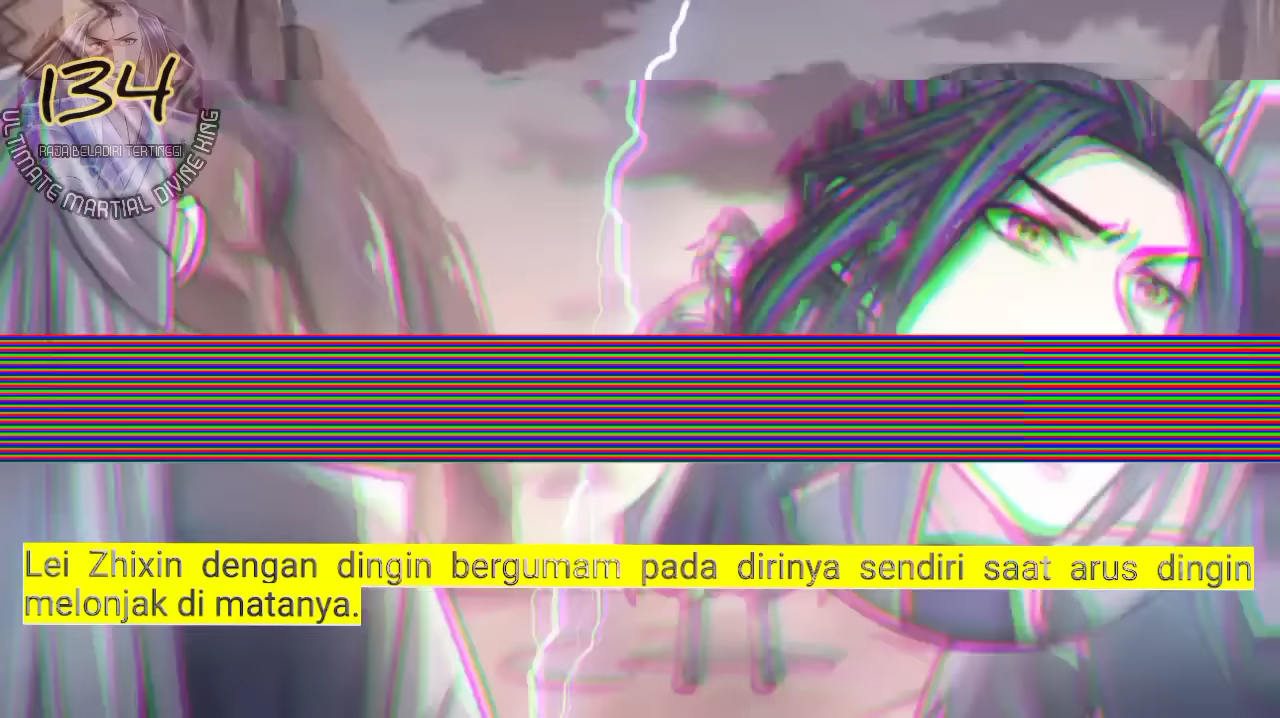 134
RAJA BELADIRI TERTINGGI
ULTIMATE MARTIAL DIVINE KING
Lei Zhixin dengan dingin bergumam pada dirinya sendiri saat arus dingin
melonjak di matanya.